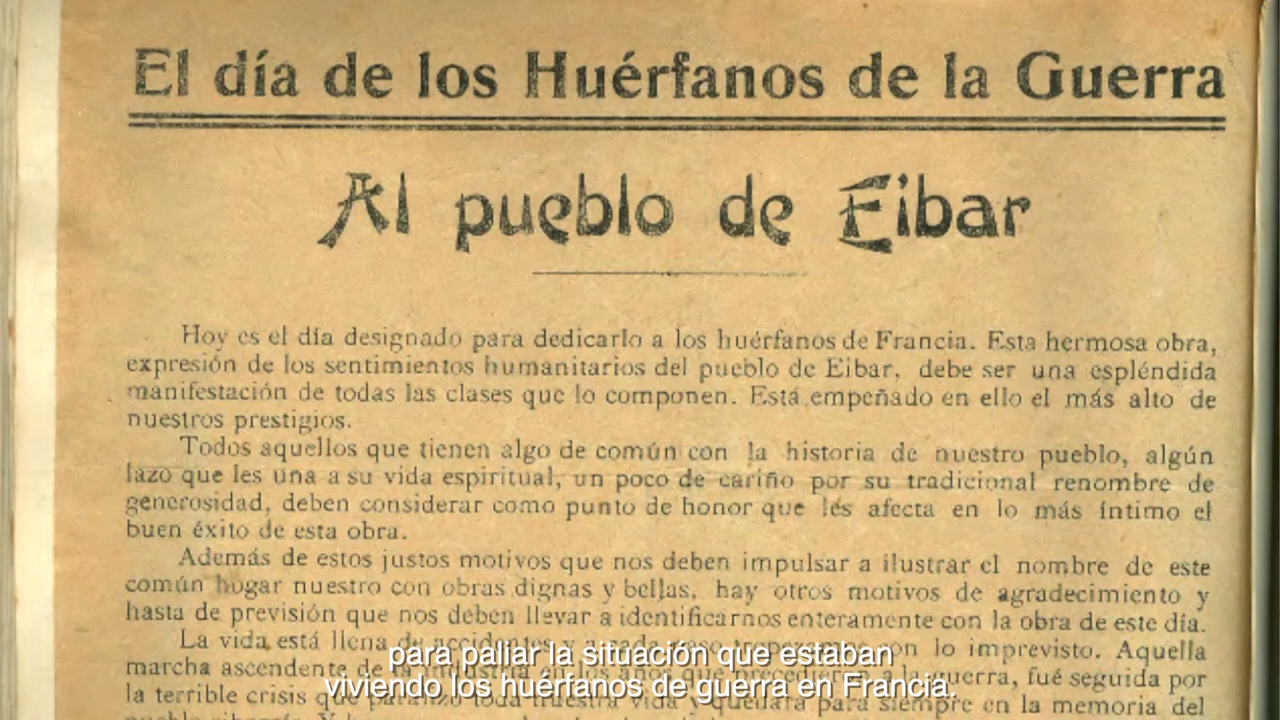 El día de los Huérfanos de la Guerra
Al pueblo de Eibar
Hoy es el día designado para dedicarlo a los huérfanos de Francia. Esta hermosa obra,
expresión de los sentimientos humanitarios del pueblo de Eibar, debe ser una espléndida
manifestación de todas las clases que lo componen. Está empeñado en ello el más alto de
nuestros prestigios.
Todos aquellos que tienen algo de común con la historia de nuestro pueblo, algún
lazo que les una a su vida espiritual, un poco de cariño por su tradicional renombre de
generosidad, deben considerar como punto de honor que les afecta en lo más íntimo el
buen éxito de esta obra.
Además de estos justos motivos que nos deben impulsar a ilustrar el nombre de este
común hogar nuestro con obras dignas y bellas, hay otros motivos de agradecimiento y
hasta de previsión que nos deben llevar a identificarnos enteramente con la obra de este día.
La vida está llena de accidentes y a cada paso tropezamos con lo imprevisto. Aquella
marcha ascendente de la guerra, fué seguida por
la terrible crisis que paralizó toda nuestra vida y quedará para siempre en la memoria del
para paliar la situación que estaban
viviendo los huérfanos de guerra en Francia.